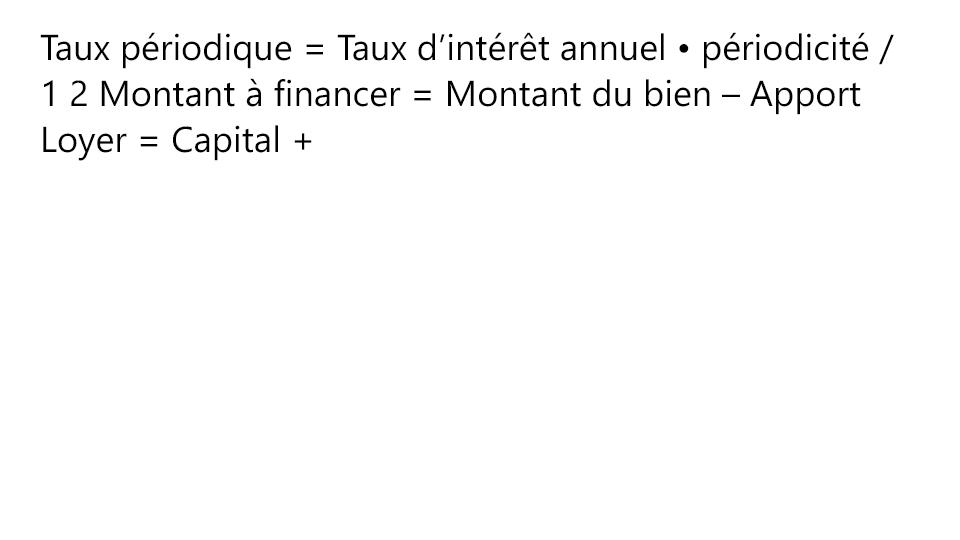 Taux périodique = Taux d’intérêt annuel • périodicité /
1 2 Montant à financer = Montant du bien – Apport
Loyer = Capital +